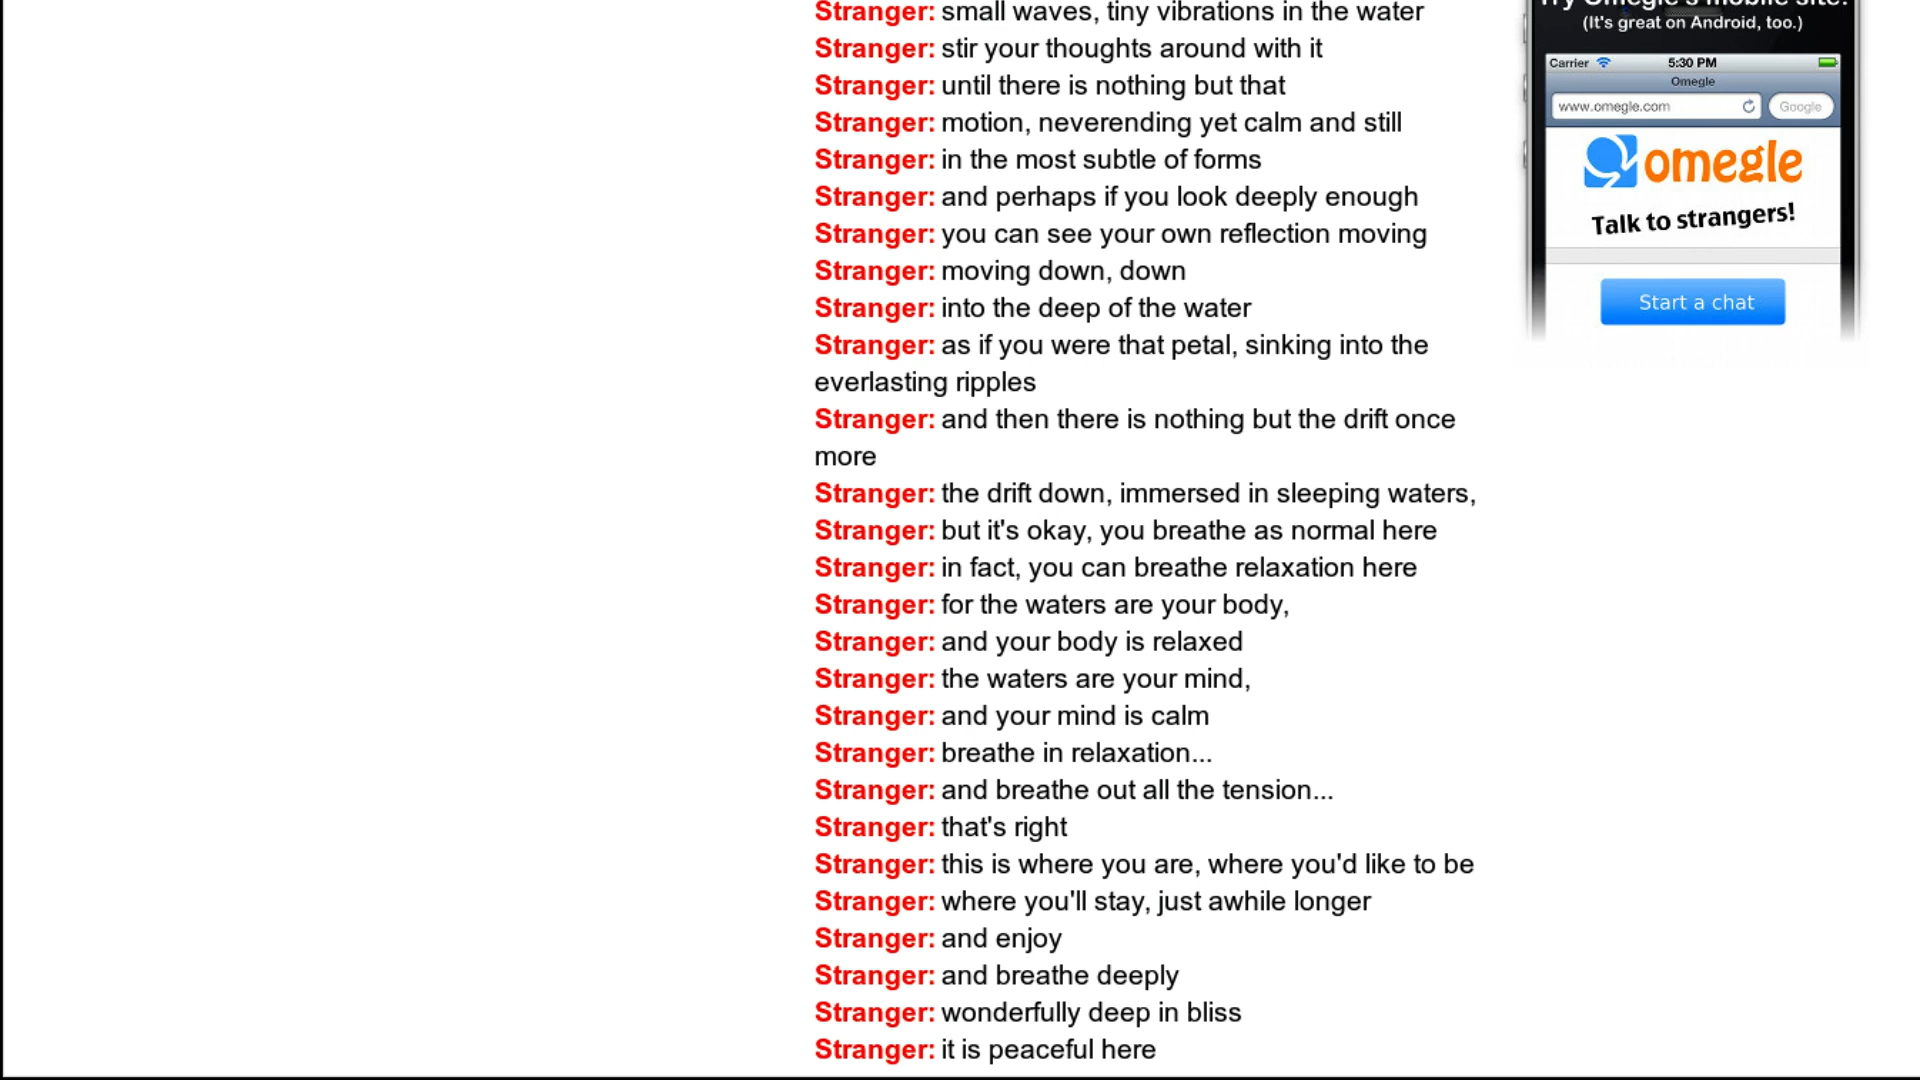 Stranger: small waves, tiny vibrations in the water
Stranger: stir your thoughts around with it
Stranger: until there is nothing but that
Stranger: motion, neverending yet calm and still
Stranger: in the most subtle of forms
Stranger: and perhaps if you look deeply enough
Stranger: you can see your own reflection moving
Stranger: moving down, down
Stranger: into the deep of the water
Stranger: as if you were that petal, sinking into the
everlasting ripples
Stranger: and then there is nothing but the drift once
more
Stranger: the drift down, immersed in sleeping waters,
Stranger: but it's okay, you breathe as normal here
Stranger: in fact, you can breathe relaxation here
Stranger: for the waters are your body,
Stranger: and your body is relaxed
Stranger: the waters are your mind,
Stranger: and your mind is calm
Stranger: breathe in relaxation...
Stranger: and breathe out all the tension...
Stranger: that's right
Stranger: this is where you are, where you'd like to be
Stranger: where you'll stay, just awhile longer
Stranger: and enjoy
Stranger: and breathe deeply
Stranger: wonderfully deep in bliss
Stranger: it is peaceful here
Try Omegle's mobile site!
(It's great on Android, too.)
Carrier 5:30 PM
Omegle
www.omegle.com Google
omegle
Talk to strangers!
Start a chat